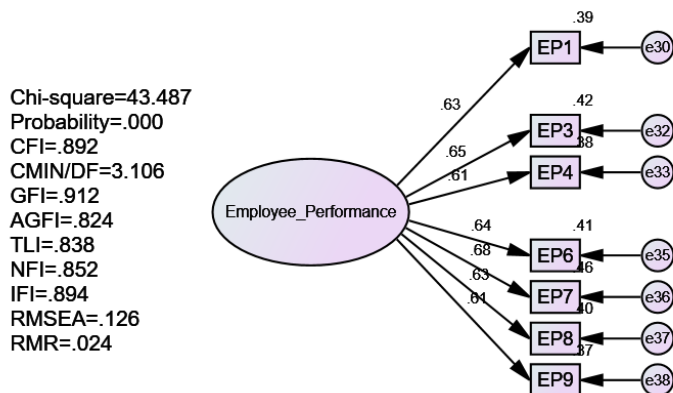 Chi-square=43.487
Probability=.000
CFI=.892
CMIN/DF=3.106
GFI=.912
AGFI=.824
TLI=.838
NFI=.852
IFI=.894
RMSEA=.126
RMR=.024
Employee_Performance
.63
.65
.61
.64
.68
.63
.61
.39
EP1
e30
.42
EP3
e32
.38
EP4
e33
.41
EP6
e35
.46
EP7
e36
.40
EP8
e37
.37
EP9
e38